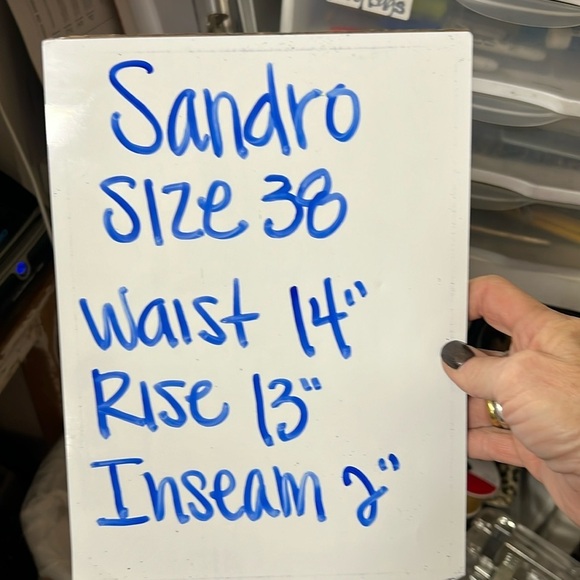 Sandro
Size 38
Waist 14"
Rise 13"
Inseam 2"